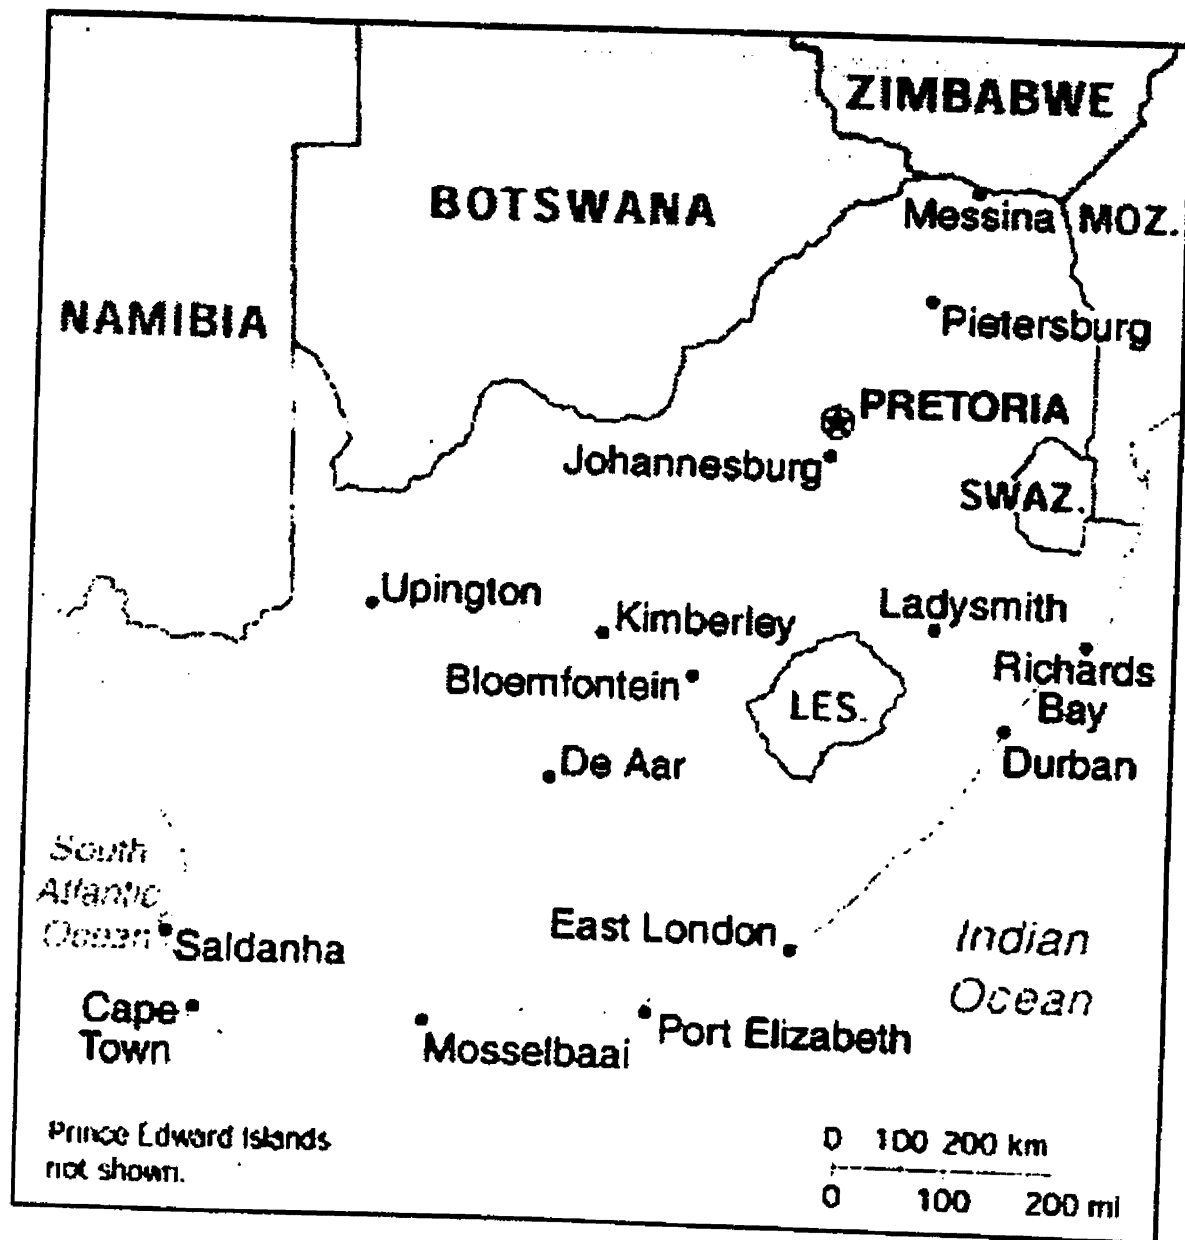 ZIMBABWE
BOTSWANA
Messina
MOZ.
NAMIBIA
Pietersburg
PRETORIA
Johannesburg
SWAZ.
Upington
Kimberley
Ladysmith
Bloemfontein
LES.
Richards
Bay
De Aar
Durban
South
Atlantic
Ocean
Saldanha
East London
Indian
Ocean
Cape
Town
Mosselbaai
Port Elizabeth
Prince Edward Islands
not shown.
0 100 200 km
0 100 200 mi